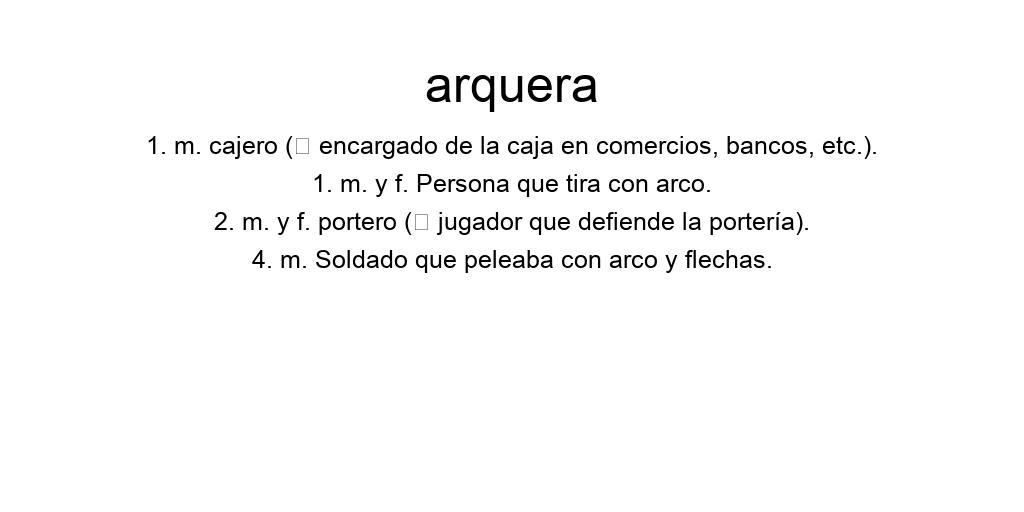 arquera
1. m. cajero (▯ encargado de la caja en comercios, bancos, etc.).
1. m. y f. Persona que tira con arco.
2. m. y f. portero (▯ jugador que defiende la portería).
4. m. Soldado que peleaba con arco y flechas.